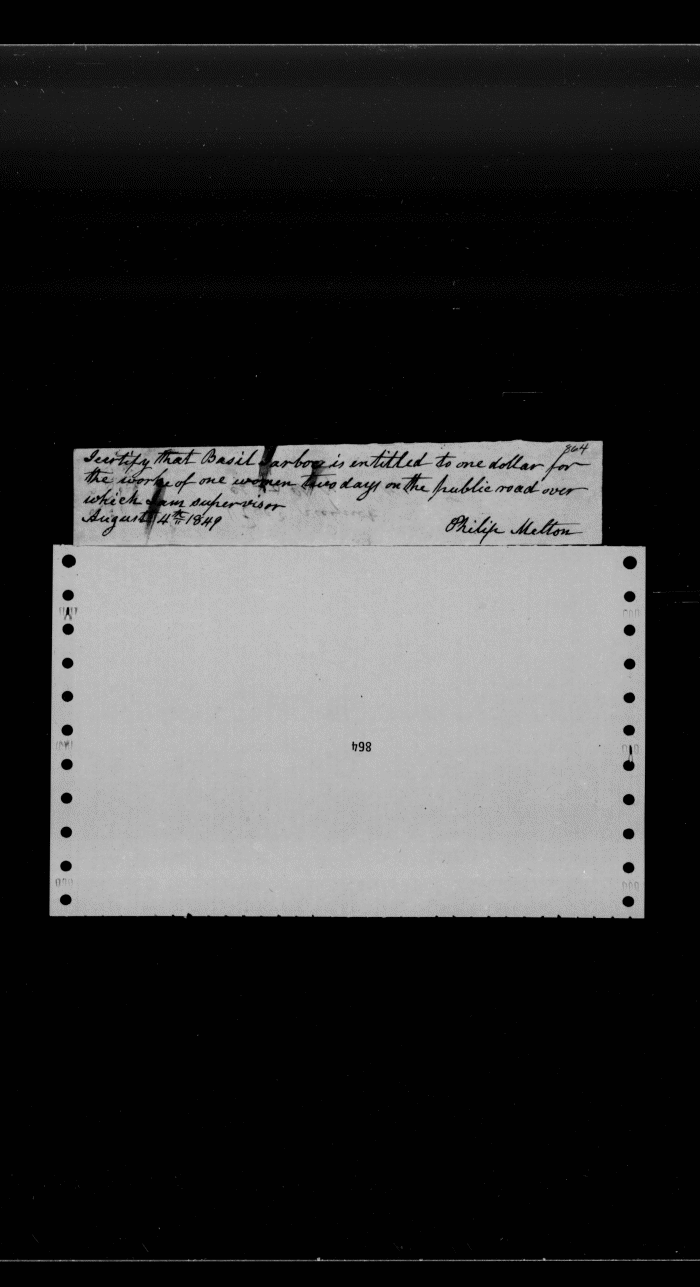 864
I certify that Basil Larbow is entitled to one dollar for
the work of one women two days on the public road over
which I am supervisor
August 4th 1849
Philip Melton
864